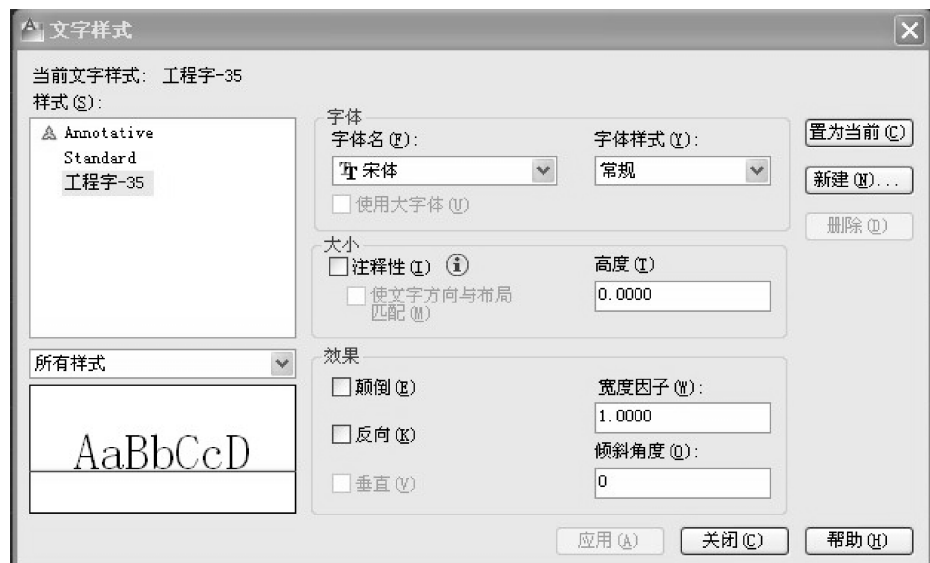 文字样式
当前文字样式: 工程字-35
样式(S):
Annotative
Standard
工程字-35
所有样式
AaBbCcD
字体
字体名(F):
宋体
使用大字体(U)
字体样式(Y):
常规
大小
注释性(I)
使文字方向与布局
匹配(M)
高度(T)
0.0000
效果
颠倒(E)
反向(K)
垂直(V)
宽度因子(W):
1.0000
倾斜角度(O):
0
置为当前(C)
新建(N)...
删除(D)
应用(A)
关闭(C)
帮助(H)